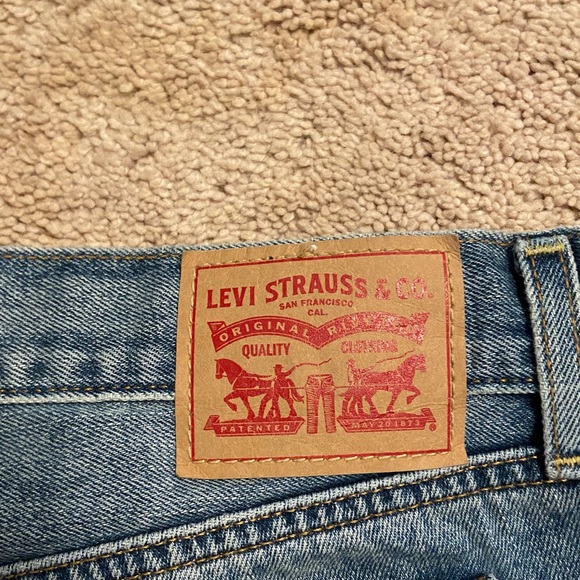 LEVI STRAUSS & CO.
SAN FRANCISCO
CAL.
ORIGINAL
QUALITY CLOTHING
PATENTED MAY 20 1873